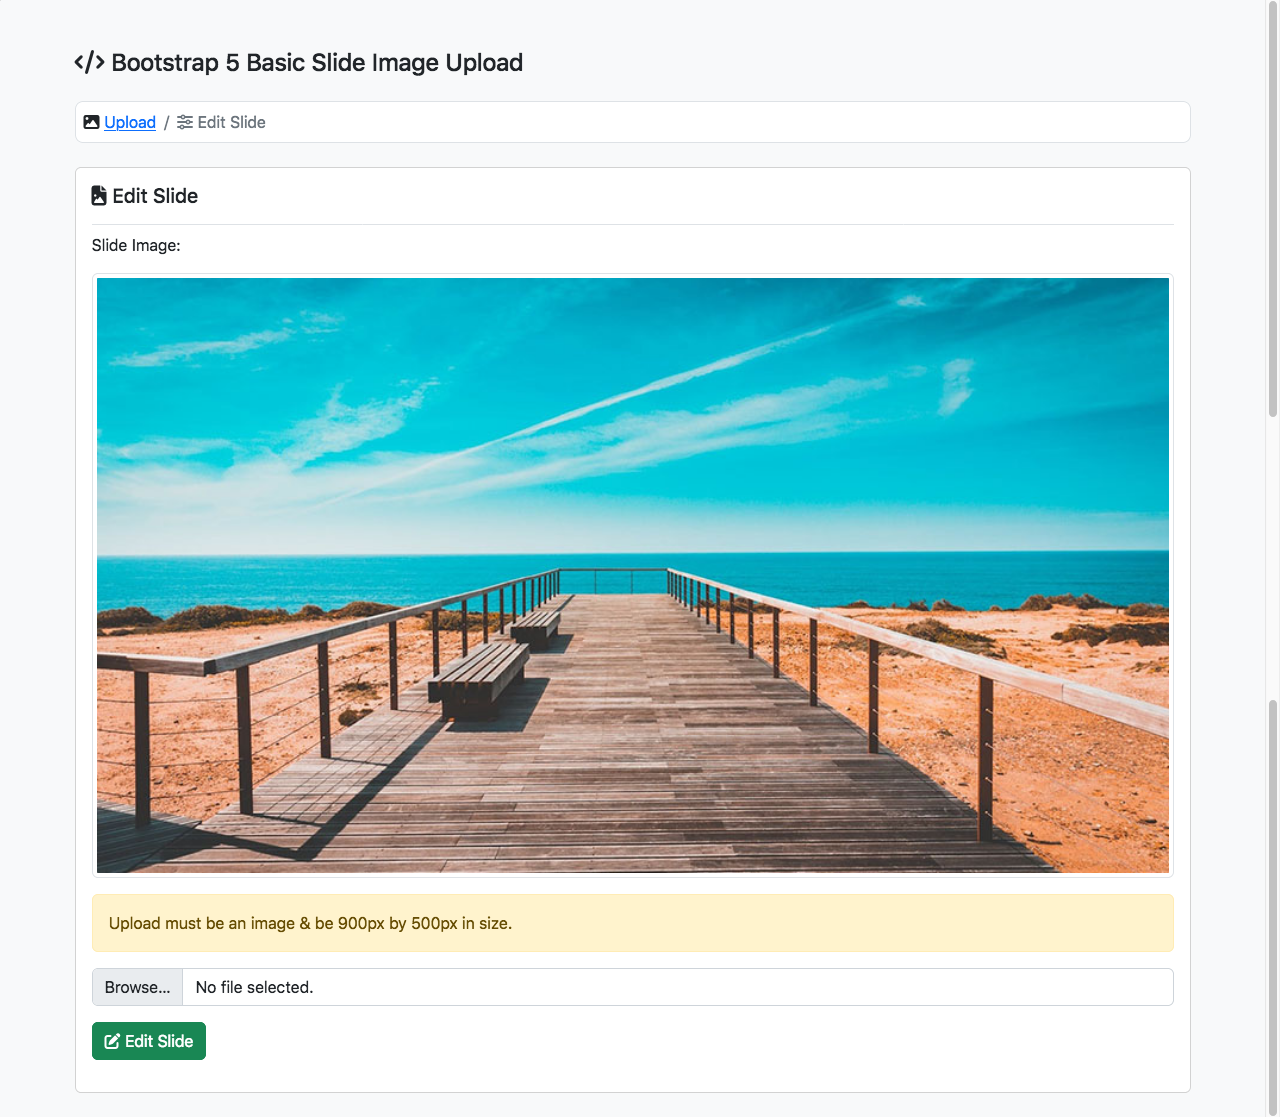 Bootstrap 5 Basic Slide Image Upload
Upload / Edit Slide
Edit Slide
Slide Image:
Upload must be an image & be 900px by 500px in size.
Browse... No file selected.
Edit Slide